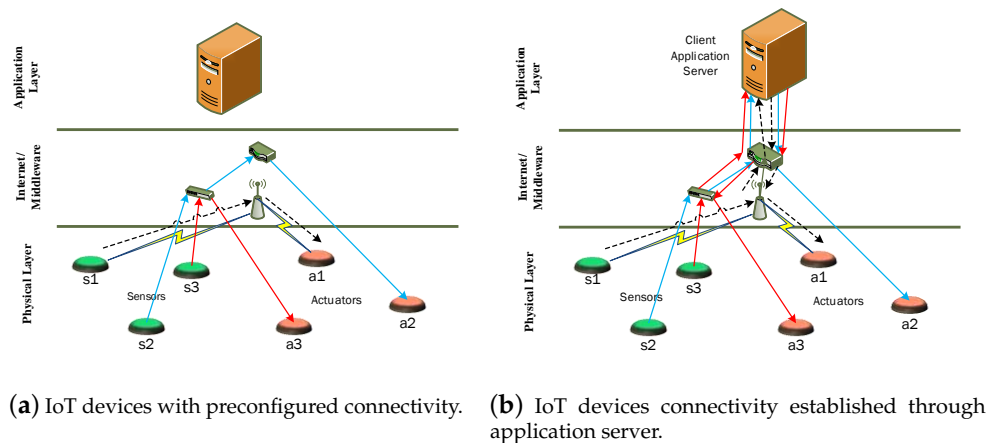 Application
Layer
Internet/
Middleware
Physical Layer
s1
s3
a1
Sensors
Actuators
a2
s2
a3
Client
Application
Server
Application
Layer
Internet/
Middleware
Physical Layer
s1
s3
a1
Sensors
Actuators
a2
s2
a3
(a) IoT devices with preconfigured connectivity.
(b) IoT devices connectivity established through
application server.